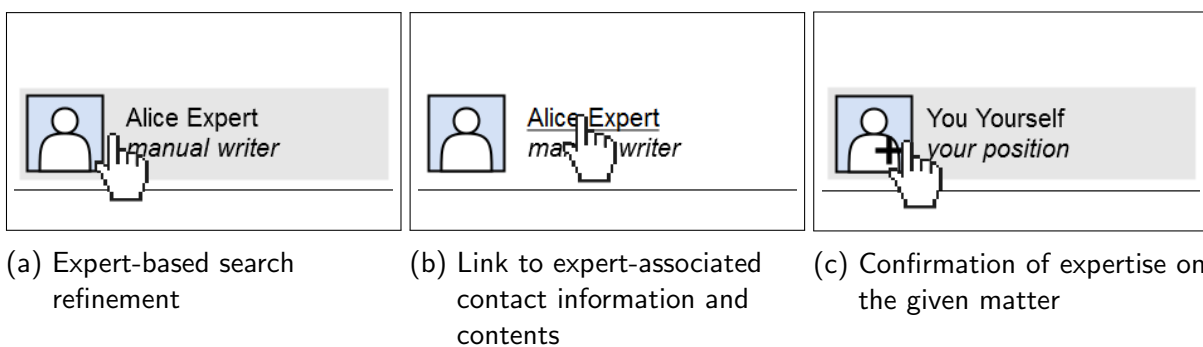 Alice Expert
manual writer
Alice Expert
manual writer
You Yourself
your position
(a) Expert-based search
refinement
(b) Link to expert-associated
contact information and
contents
(c) Confirmation of expertise on
the given matter